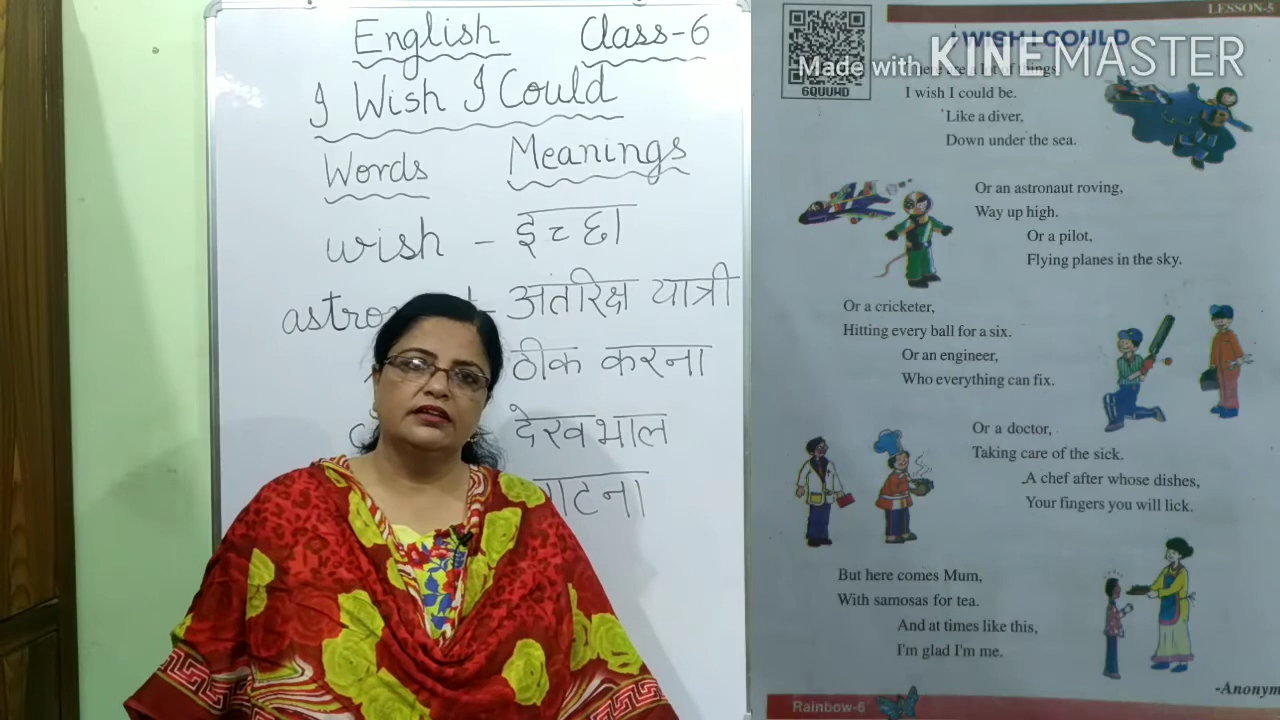 English Class-6
I Wish I Could
Words Meanings
wish - इच्छा
अंतरिक्ष यात्री
ठीक करना
देखभाल
LESSON-5
I WISH I COULD
Made with KINEMASTER
6QUUWD
I wish I could be.
Like a diver,
Down under the sea.
Or an astronaut roving,
Way up high.
Or a pilot,
Flying planes in the sky.
Or a cricketer,
Hitting every ball for a six.
Or an engineer,
Who everything can fix.
Or a doctor,
Taking care of the sick.
A chef after whose dishes,
Your fingers you will lick.
But here comes Mum,
With samosas for tea.
And at times like this,
I'm glad I'm me.
-Anonym
Rainbow-6